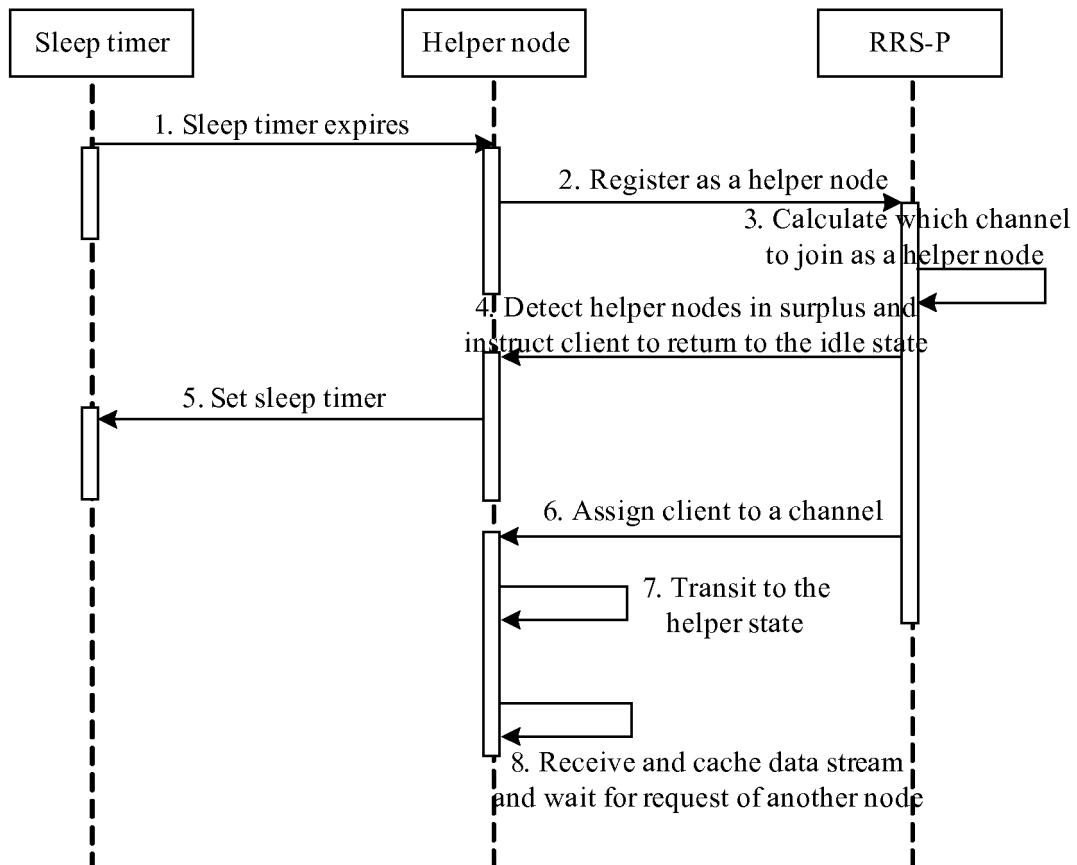 Sleep timer
Helper node
RRS-P
1. Sleep timer expires
2. Register as a helper node
3. Calculate which channel
to join as a helper node
4. Detect helper nodes in surplus and
instruct client to return to the idle state
5. Set sleep timer
6. Assign client to a channel
7. Transit to the
helper state
8. Receive and cache data stream
and wait for request of another node